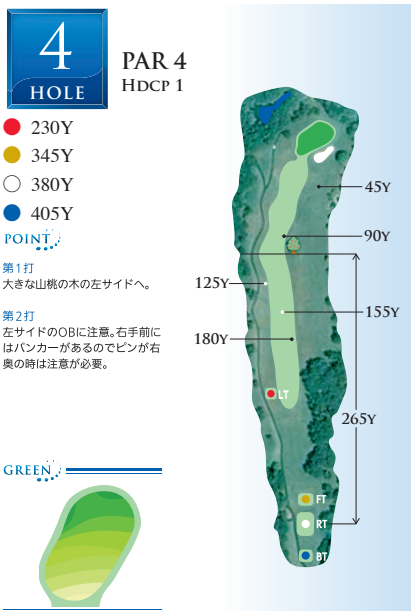 4
HOLE
PAR 4
HDCP 1
230Y
345Y
380Y
405Y
POINT
第1打
大きな山桃の木の左サイドへ。
第2打
左サイドのOBに注意。右手前に
はバンカーがあるのでピンが右
奥の時は注意が必要。
GREEN
45Y
90Y
125Y
155Y
180Y
LT
265Y
FT
RT
BT